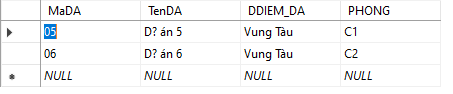 MaDA TenDA DDIEM_DA PHONG
05 D? án 5 Vung Tàu C1
06 D? án 6 Vung Tàu C2
NULL NULL NULL NULL